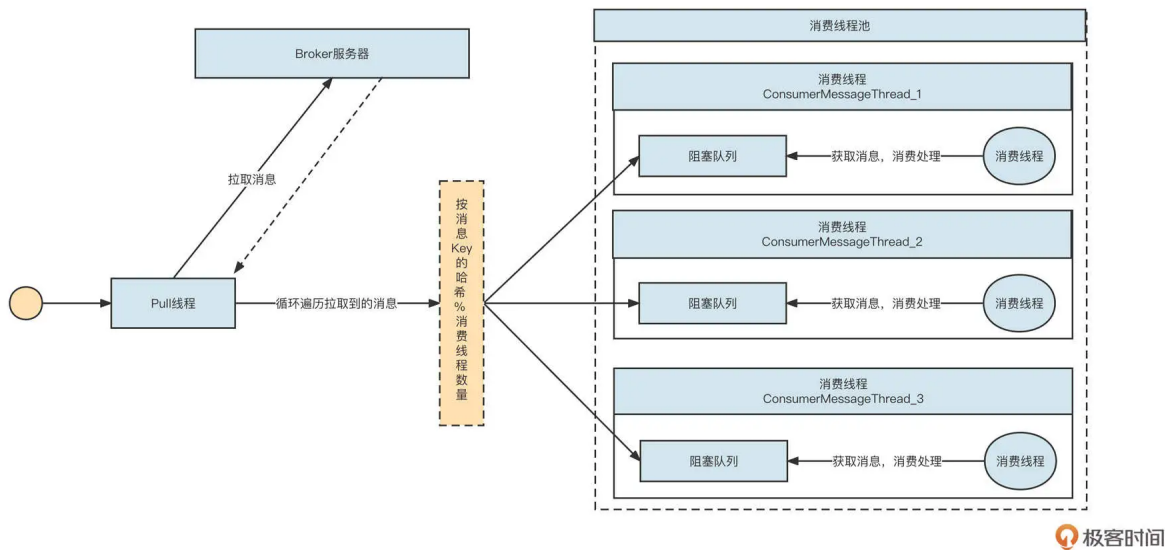 消费线程池
Broker服务器
消费线程
ConsumerMessageThread_1
阻塞队列
获取消息，消费处理
消费线程
拉取消息
按
消
息
Key
的
哈
希
%
消
费
线
程
数
量
消费线程
ConsumerMessageThread_2
Pull线程
循环遍历拉取到的消息
阻塞队列
获取消息，消费处理
消费线程
消费线程
ConsumerMessageThread_3
阻塞队列
获取消息，消费处理
消费线程
极客时间